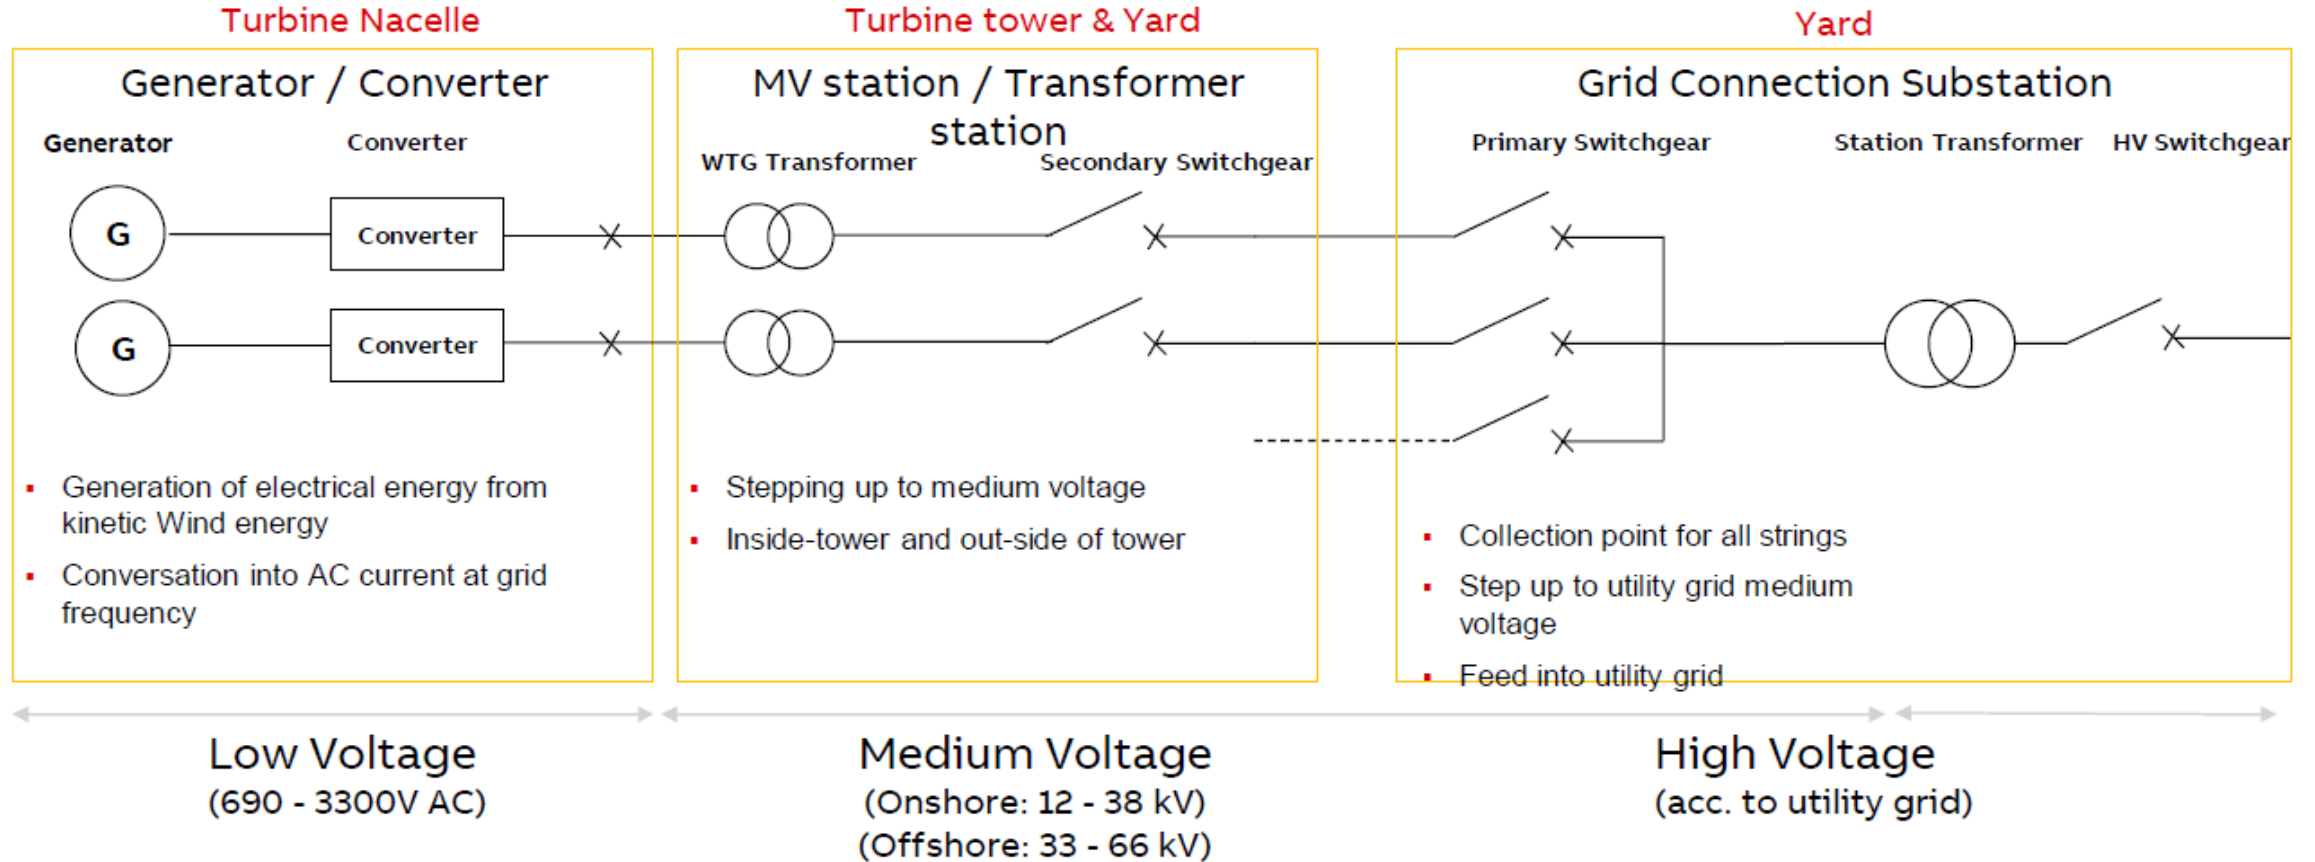 Turbine Nacelle
Turbine tower & Yard
Yard
Generator / Converter
Generator
Converter
G
Converter
G
Converter
▪ Generation of electrical energy from
kinetic Wind energy
▪ Conversation into AC current at grid
frequency
MV station / Transformer
station
WTG Transformer
Secondary Switchgear
▪ Stepping up to medium voltage
▪ Inside-tower and out-side of tower
Grid Connection Substation
Primary Switchgear
Station Transformer
HV Switchgear
▪ Collection point for all strings
▪ Step up to utility grid medium
voltage
▪ Feed into utility grid
Low Voltage
(690 - 3300V AC)
Medium Voltage
(Onshore: 12 - 38 kV)
(Offshore: 33 - 66 kV)
High Voltage
(acc. to utility grid)